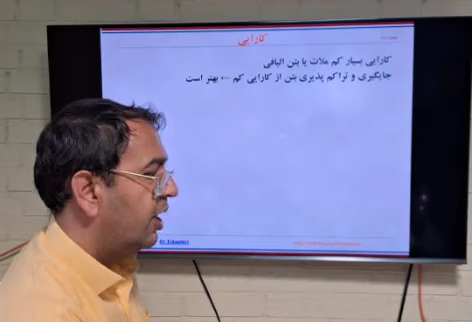 کارایی
کارایی بسیار کم ملات یا بتن الیافی
جایگیری و تراکم پذیری بتن از کارایی کم ← بهتر است